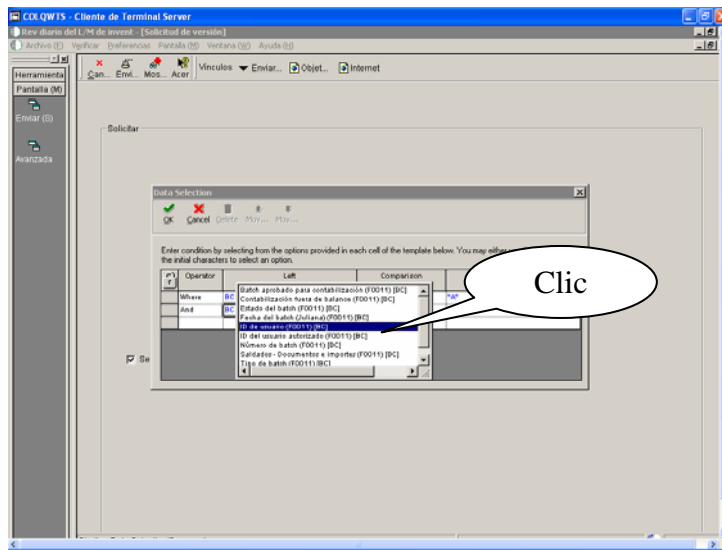 COLQWTS - Cliente de Terminal Server
Rev diario del L/M de invent - [Solicitud de versión]
Archivo (F) Verificar Preferencias Pantalla (M) Ventana (W) Ayuda (H)
Herramienta
Can... Envi... Mos... Acer Vínculos Enviar... Objet... Internet
Pantalla (M)
Enviar (S)
Avanzada
Solicitar
Data Selection
OK Cancel Delete Mov... Mov...
Enter condition by selecting from the options provided in each cell of the template below. You may either
the initial characters to select an option.
Operator Left Comparison
Where BC "A"
And BC
Batch aprobado para contabilización (F0011) [BC]
Contabilización fuera de balance (F0011) [BC]
Estado del batch (F0011) [BC]
Fecha del batch (Juliana) (F0011) [BC]
ID de usuario (F0011) [BC]
ID del usuario autorizado (F0011) [BC]
Número de batch (F0011) [BC]
Saldados - Documentos e importes (F0011) [BC]
Tipo de batch (F0011) [BC]
Clic
Se